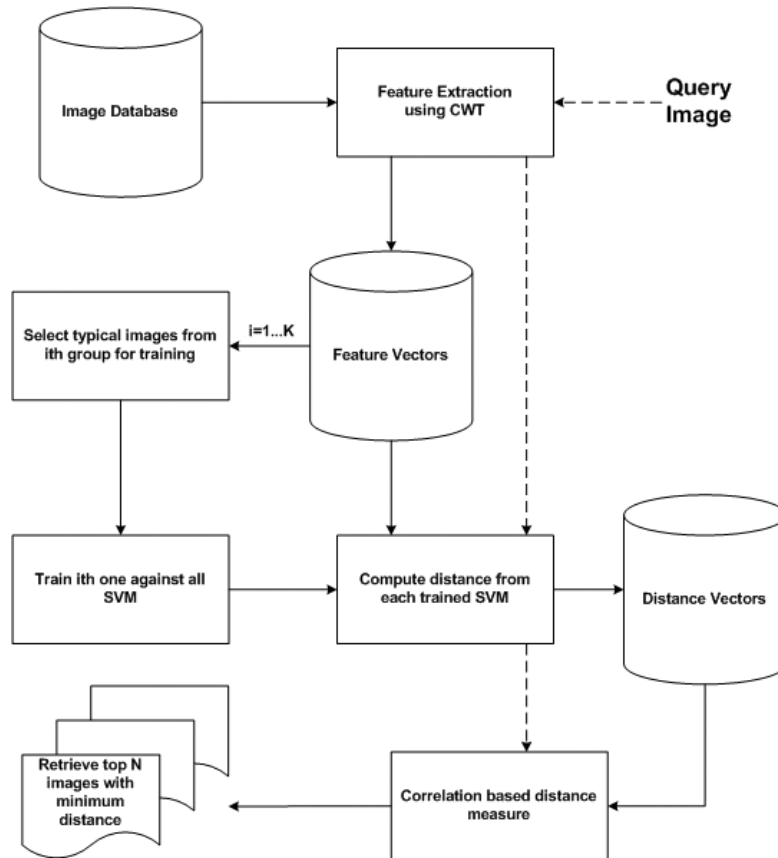 Image Database
Feature Extraction
using CWT
Query
Image
Select typical images from
ith group for training
i=1...K
Feature Vectors
Train ith one against all
SVM
Compute distance from
each trained SVM
Distance Vectors
Retrieve top N
images with
minimum
distance
Correlation based distance
measure